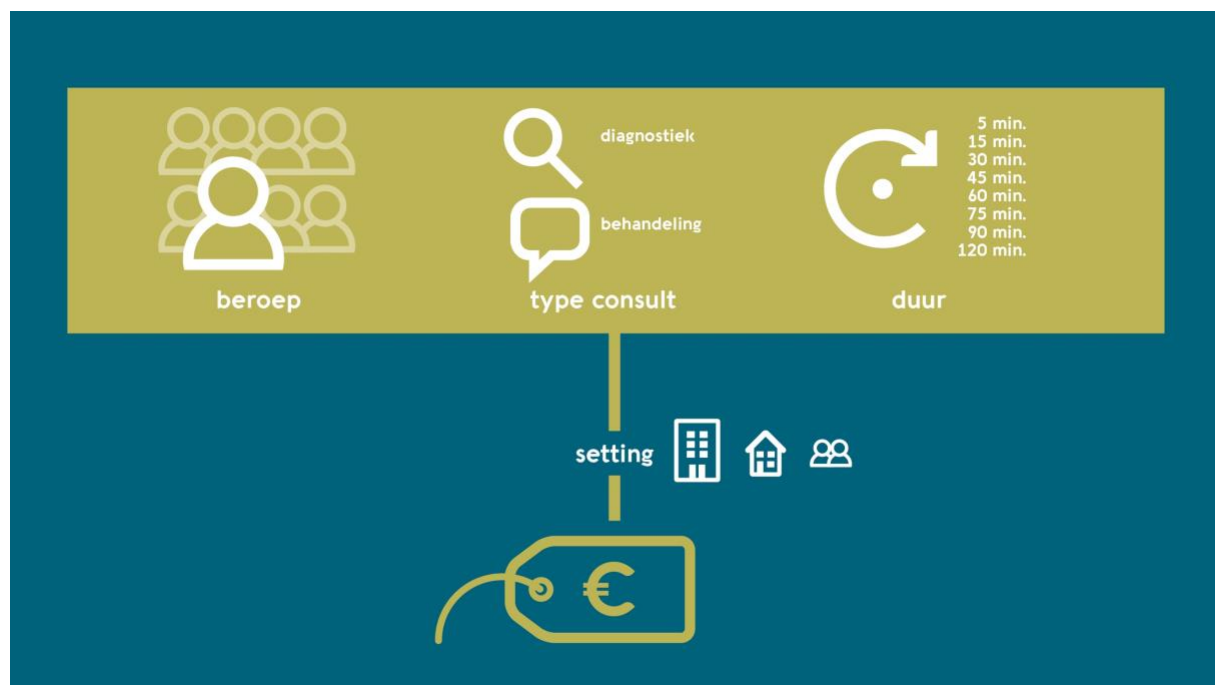 diagnostiek
behandeling
5 min.
15 min.
30 min.
45 min.
60 min.
75 min.
90 min.
120 min.
beroep
type consult
duur
setting
€